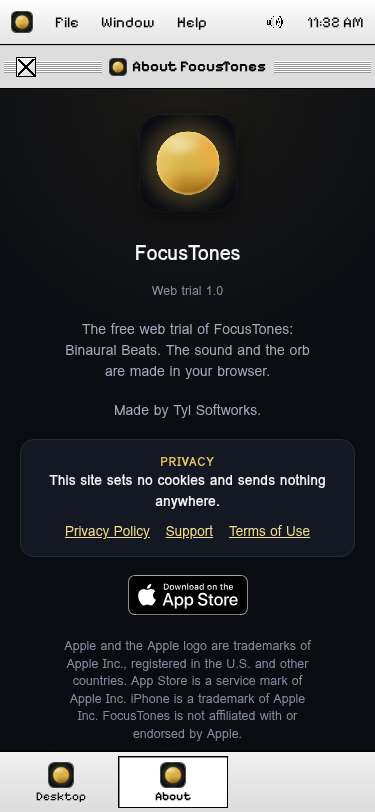 File Window Help 11:38 AM
About FocusTones
FocusTones
Web trial 1.0
The free web trial of FocusTones:
Binaural Beats. The sound and the orb
are made in your browser.
Made by Tyl Softworks.
PRIVACY
This site sets no cookies and sends nothing
anywhere.
Privacy Policy Support Terms of Use
Download on the
App Store
Apple and the Apple logo are trademarks of
Apple Inc., registered in the U.S. and other
countries. App Store is a service mark of
Apple Inc. iPhone is a trademark of Apple
Inc. FocusTones is not affiliated with or
endorsed by Apple.
Desktop About